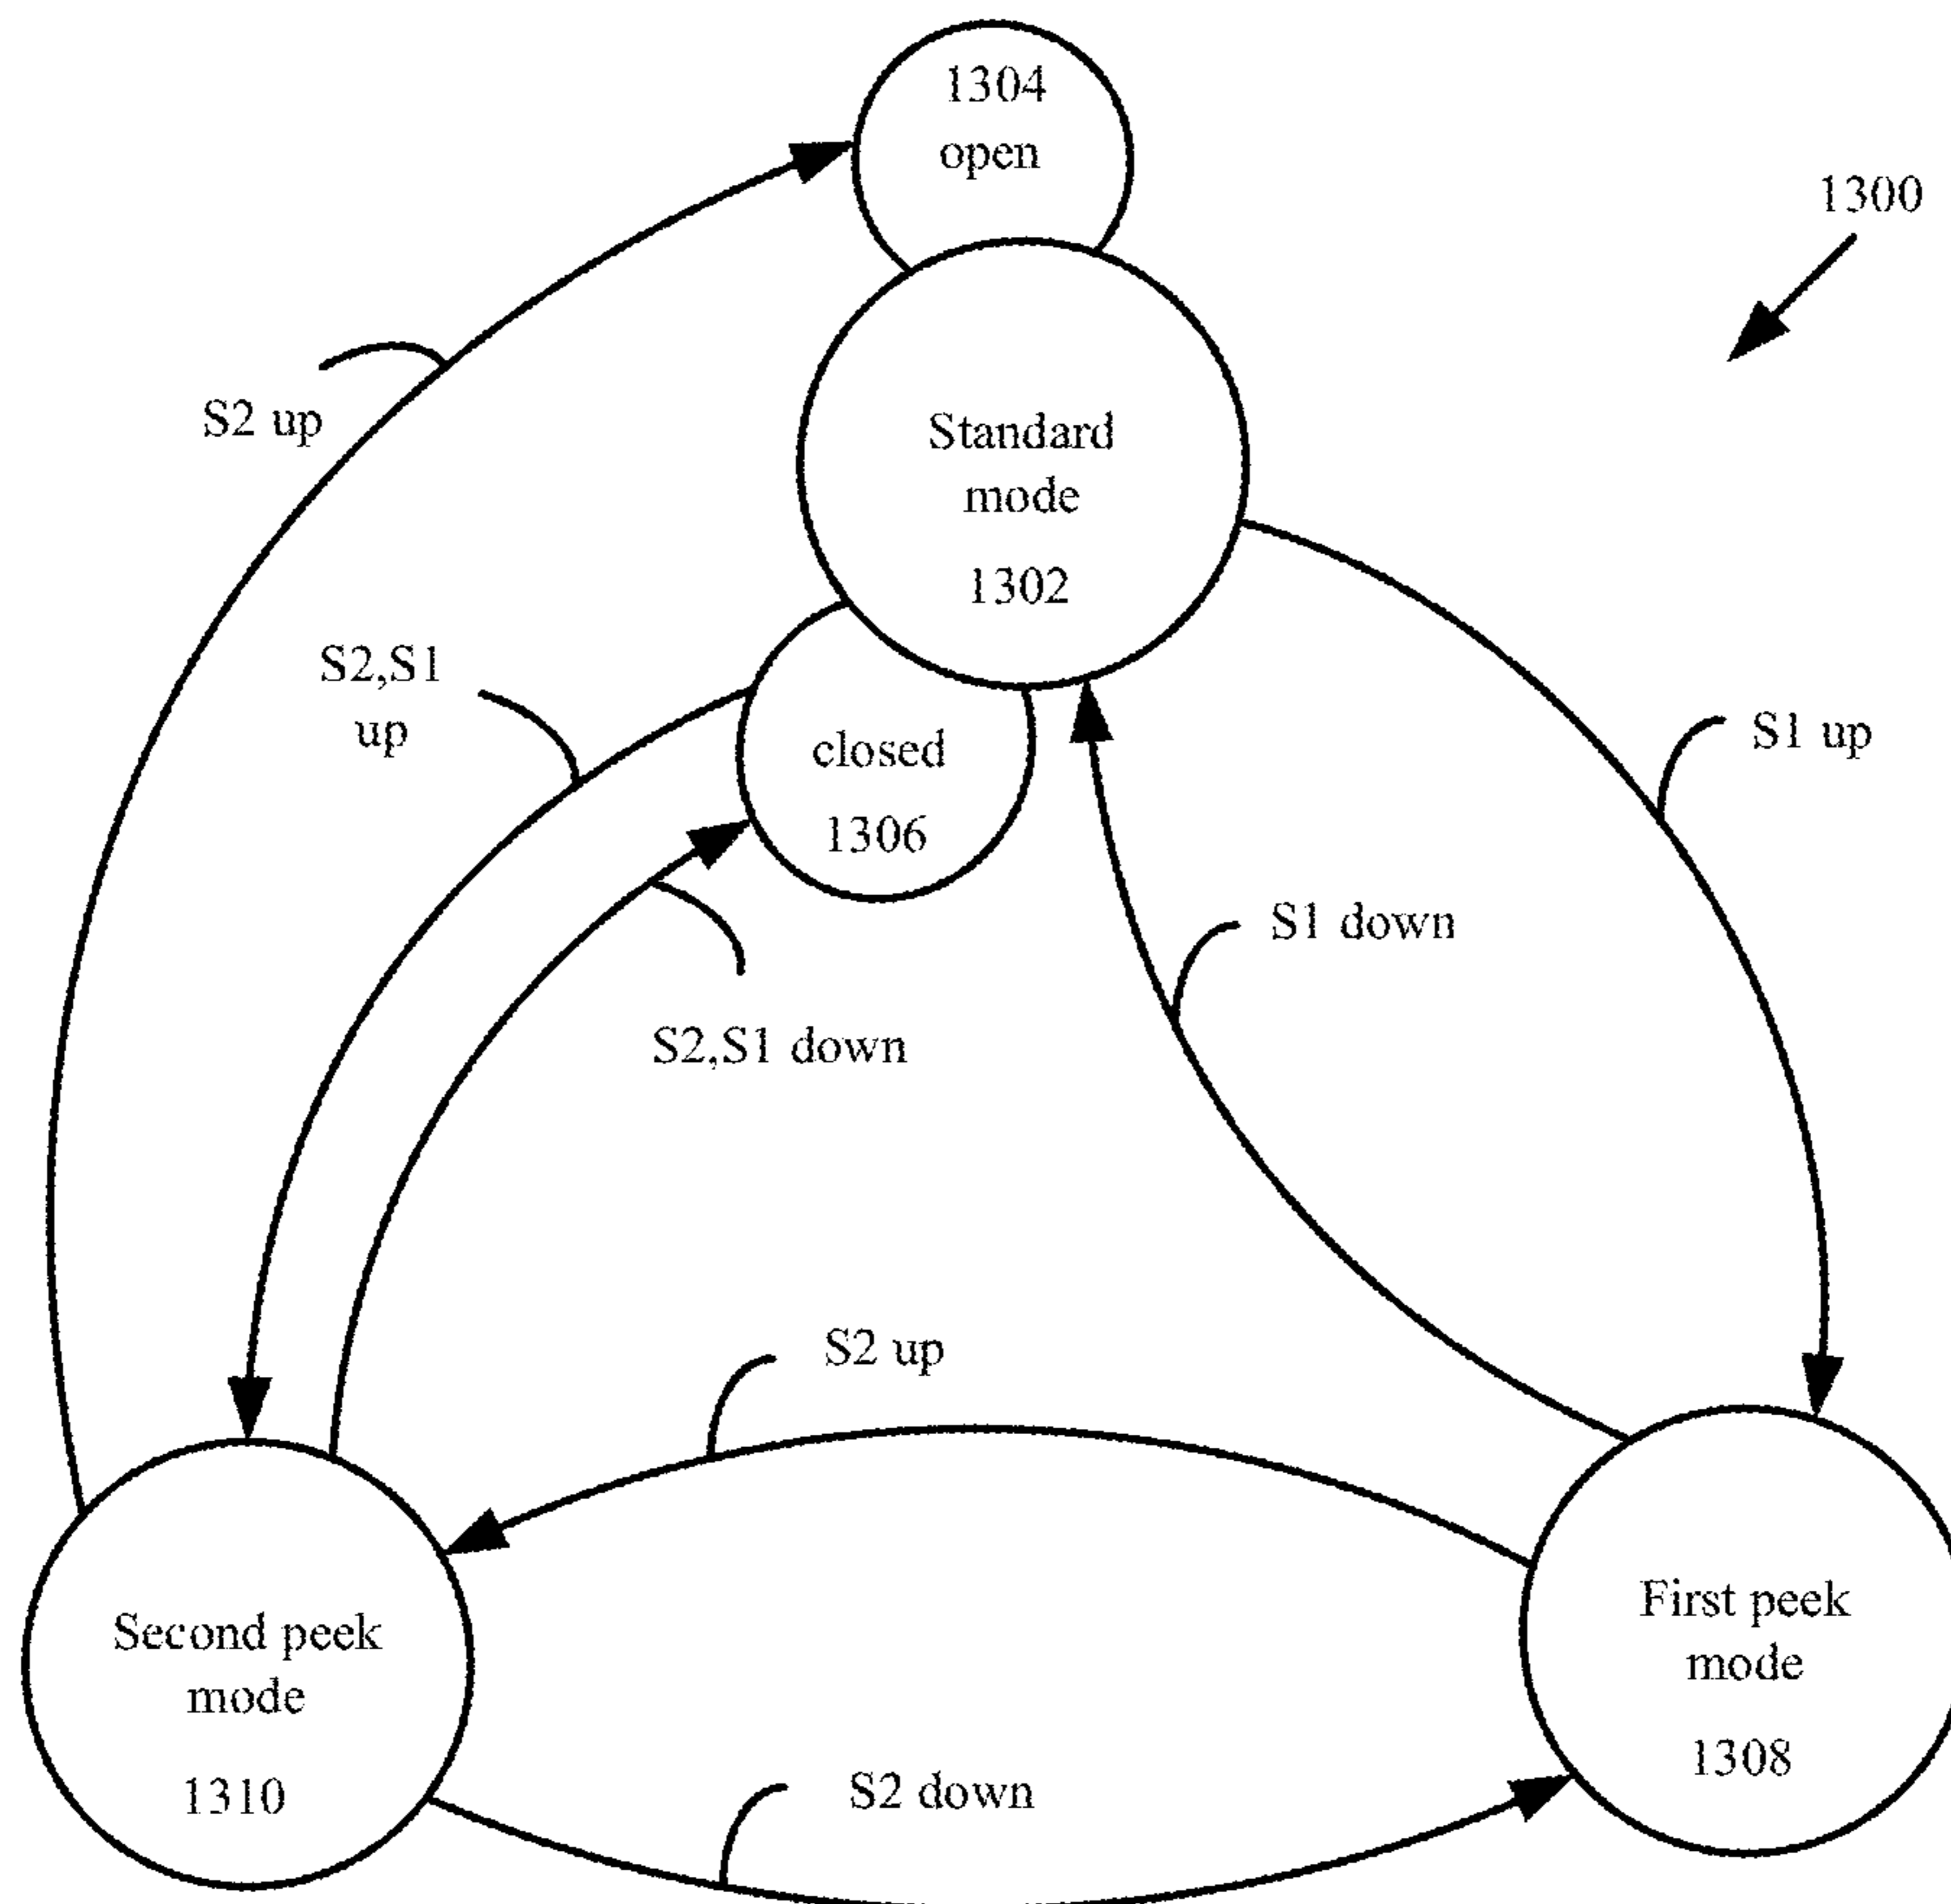 1304
open
1300
Standard
mode
1302
S2 up
S2,S1
up
closed
1306
S1 up
S1 down
S2,S1 down
S2 up
Second peek
mode
1310
First peek
mode
1308
S2 down